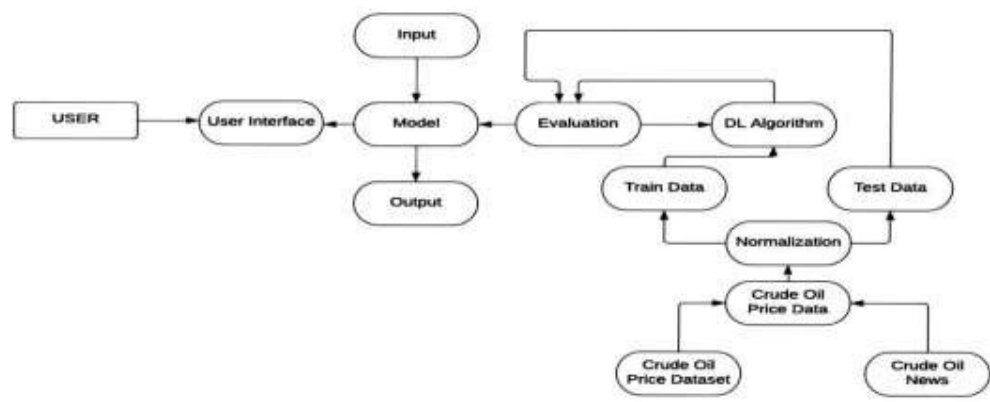 Input
USER
User Interface
Model
Evaluation
DL Algorithm
Output
Train Data
Test Data
Normalization
Crude Oil
Price Data
Crude Oil
Price Dataset
Crude Oil
News